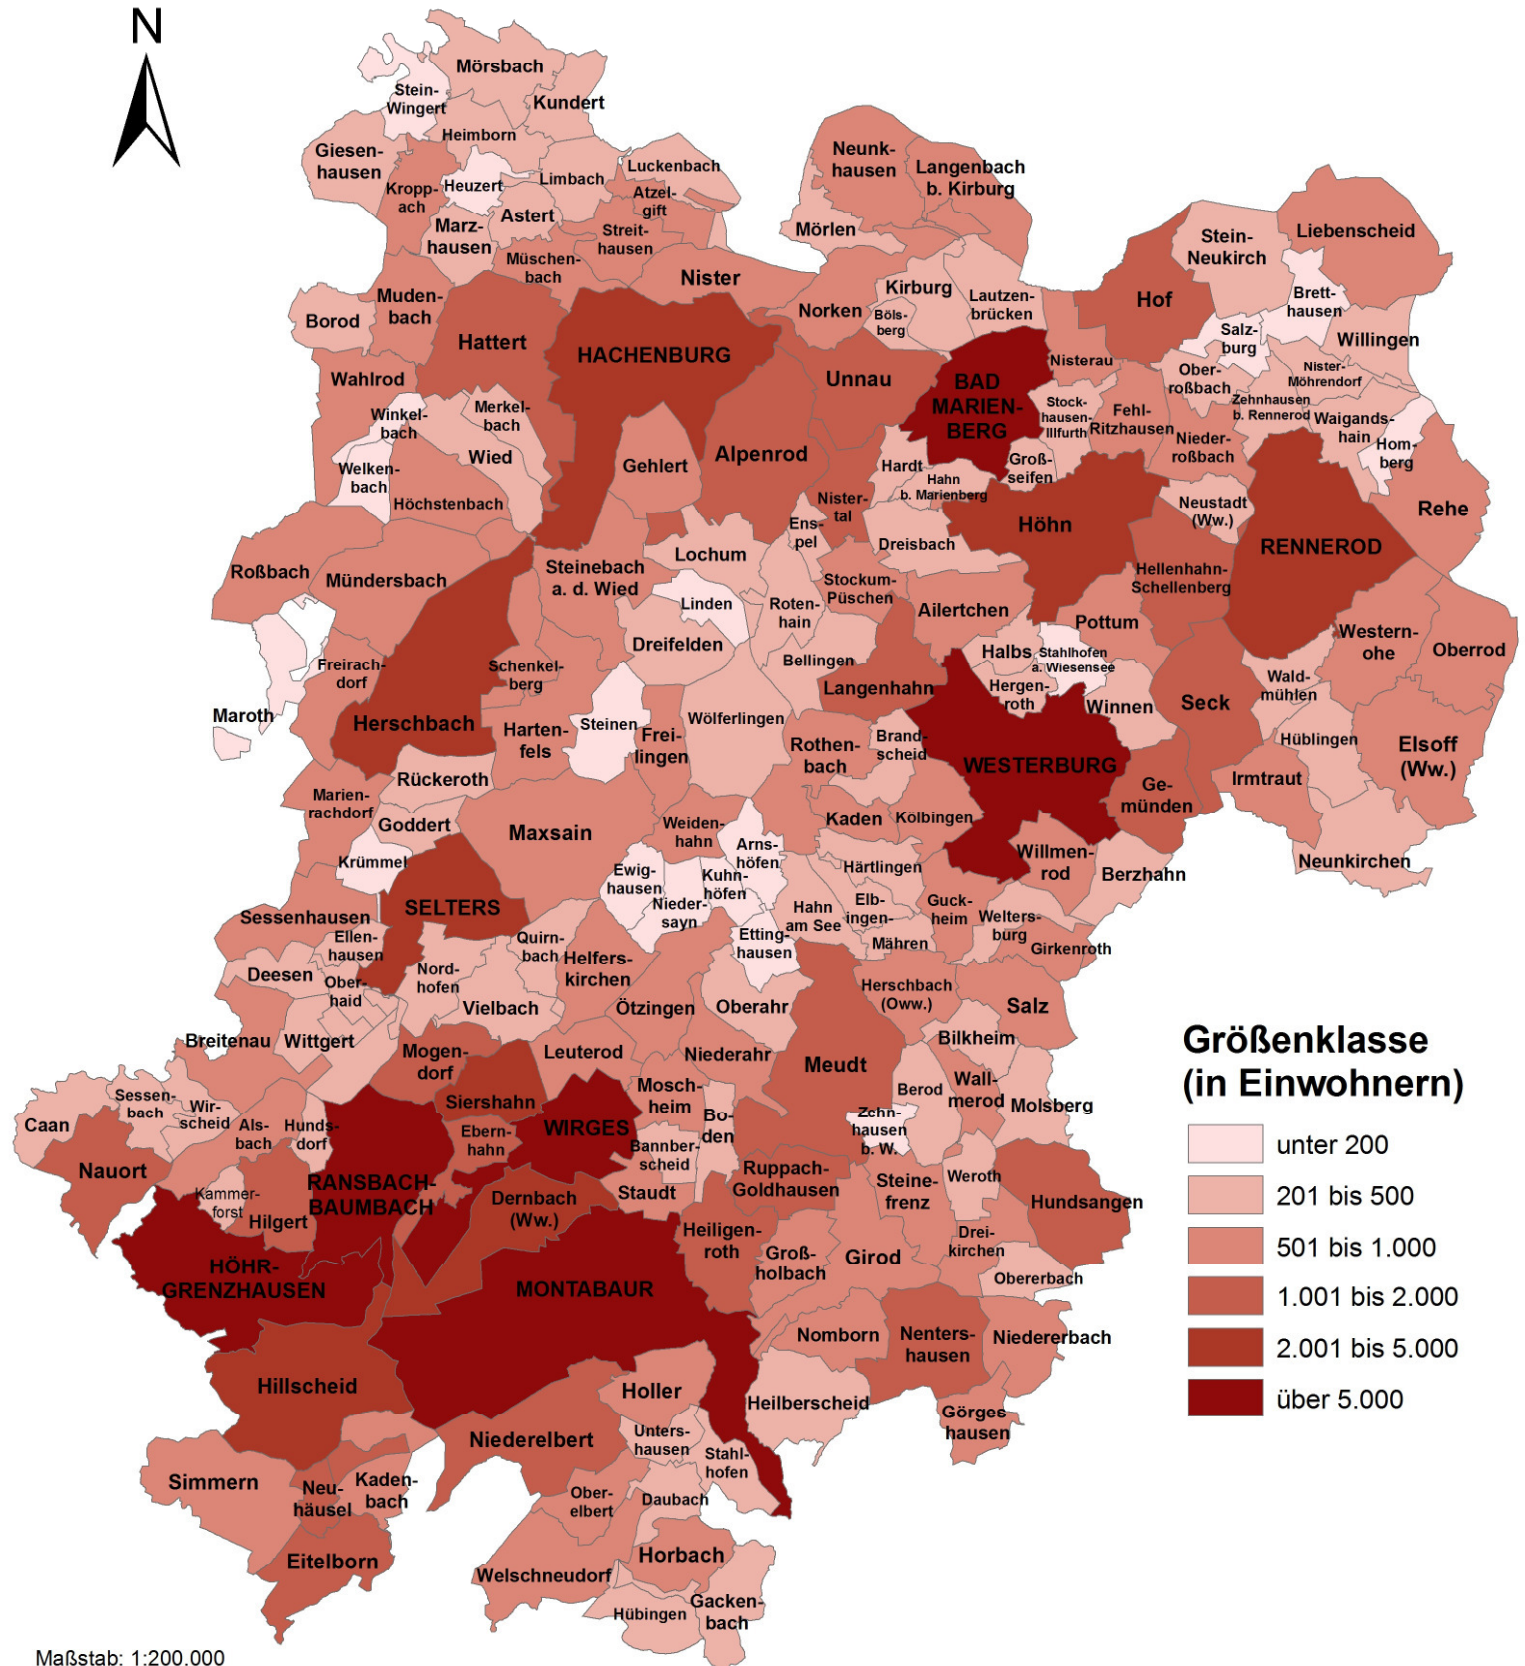 N
Mörsbach
Stein-
Wingert
Kundert
Heimborn
Giesen-
hausen
Kropp-
ach
Heuzert
Limbach
Luckenbach
Atzel-
gift
Astert
Marz-
hausen
Streit-
hausen
Müschen-
bach
Nister
Neunk-
hausen
Langenbach
b. Kirburg
Mörlen
Stein-
Neukirch
Liebenscheid
Muden-
bach
Borod
Hattert
HACHENBURG
Norken
Kirburg
Böls-
berg
Lautzen-
brücken
Hof
Brett-
hausen
Salz-
burg
Willingen
Wahlrod
Winkel-
bach
Merkel-
bach
Wied
Welken-
bach
Höchstenbach
Gehlert
Alpenrod
Unnau
BAD
MARIEN-
BERG
Nisterau
Stock-
hausen-
Illfurth
Fehl-
Ritzhausen
Ober-
roßbach
Nister-
Möhrendorf
Zehnhausen
b. Rennerod
Waigands-
hain
Hom-
berg
Nieder-
roßbach
Hardt
Hahn
b. Marienberg
Groß-
seifen
Nister-
tal
Ens-
pel
Höhn
Neustadt
(Ww.)
Rehe
RENNEROD
Dreisbach
Lochum
Steinebach
a. d. Wied
Roßbach
Mündersbach
Linden
Roten-
hain
Stockum-
Püschen
Ailertchen
Hellenhahn-
Schellenberg
Pottum
Dreifelden
Bellingen
Halbs
Stahlhofen
a. Wiesensee
Western-
ohe
Oberrod
Freirach-
dorf
Schenkel-
berg
Langenhahn
Hergen-
roth
Winnen
Seck
Wald-
mühlen
Maroth
Herschbach
Harten-
fels
Steinen
Frei-
lingen
Wölferlingen
Rothen-
bach
Brand-
scheid
WESTERBURG
Hüblingen
Elsoff
(Ww.)
Irmtraut
Ge-
münden
Rückeroth
Marien-
rachdorf
Goddert
Maxsain
Weiden-
hahn
Kaden
Kölbingen
Arns-
höfen
Krümmel
Ewig-
hausen
Kuhn-
höfen
Härtlingen
Willmen-
rod
Berzhahn
Neunkirchen
Nieder-
sayn
SELTERS
Sessenhausen
Hahn
am See
Elb-
ingen-
Guck-
heim
Welters-
burg
Ellen-
hausen
Quirn-
bach
Helfers-
kirchen
Etting-
hausen
Mähren
Girkenroth
Deesen
Nord-
hofen
Ober-
haid
Vielbach
Ötzingen
Oberahr
Herschbach
(Oww.)
Salz
Breitenau
Wittgert
Mogen-
dorf
Leuterod
Niederahr
Meudt
Bilkheim
Berod
Wall-
merod
Molsberg
Größenklasse
(in Einwohnern)
Sessen-
bach
Wir-
scheid
Caan
Als-
bach
Hunds-
dorf
Siershahn
WIRGES
Mosch-
heim
Bo-
den
Ebern-
hahn
Bannber-
scheid
Zehn-
hausen
b. W.
unter 200
201 bis 500
501 bis 1.000
1.001 bis 2.000
2.001 bis 5.000
über 5.000
Nauort
Kammer-
forst
Hilgert
RANSBACH-
BAUMBACH
Dernbach
(Ww.)
Staudt
Ruppach-
Goldhausen
Steine-
frenz
Weroth
Hundsangen
Heiligen-
roth
Groß-
holbach
Girod
Drei-
kirchen
Obererbach
HÖHR-
GRENZHAUSEN
MONTABAUR
Nomborn
Nenters-
hausen
Niedererbach
Hillscheid
Holler
Heilberscheid
Görges
hausen
Niederelbert
Unters-
hausen
Stahl-
hofen
Simmern
Neu-
häusel
Kaden-
bach
Ober-
elbert
Daubach
Eitelborn
Horbach
Welschneudorf
Hübingen
Gacken-
bach
Maßstab: 1:200.000